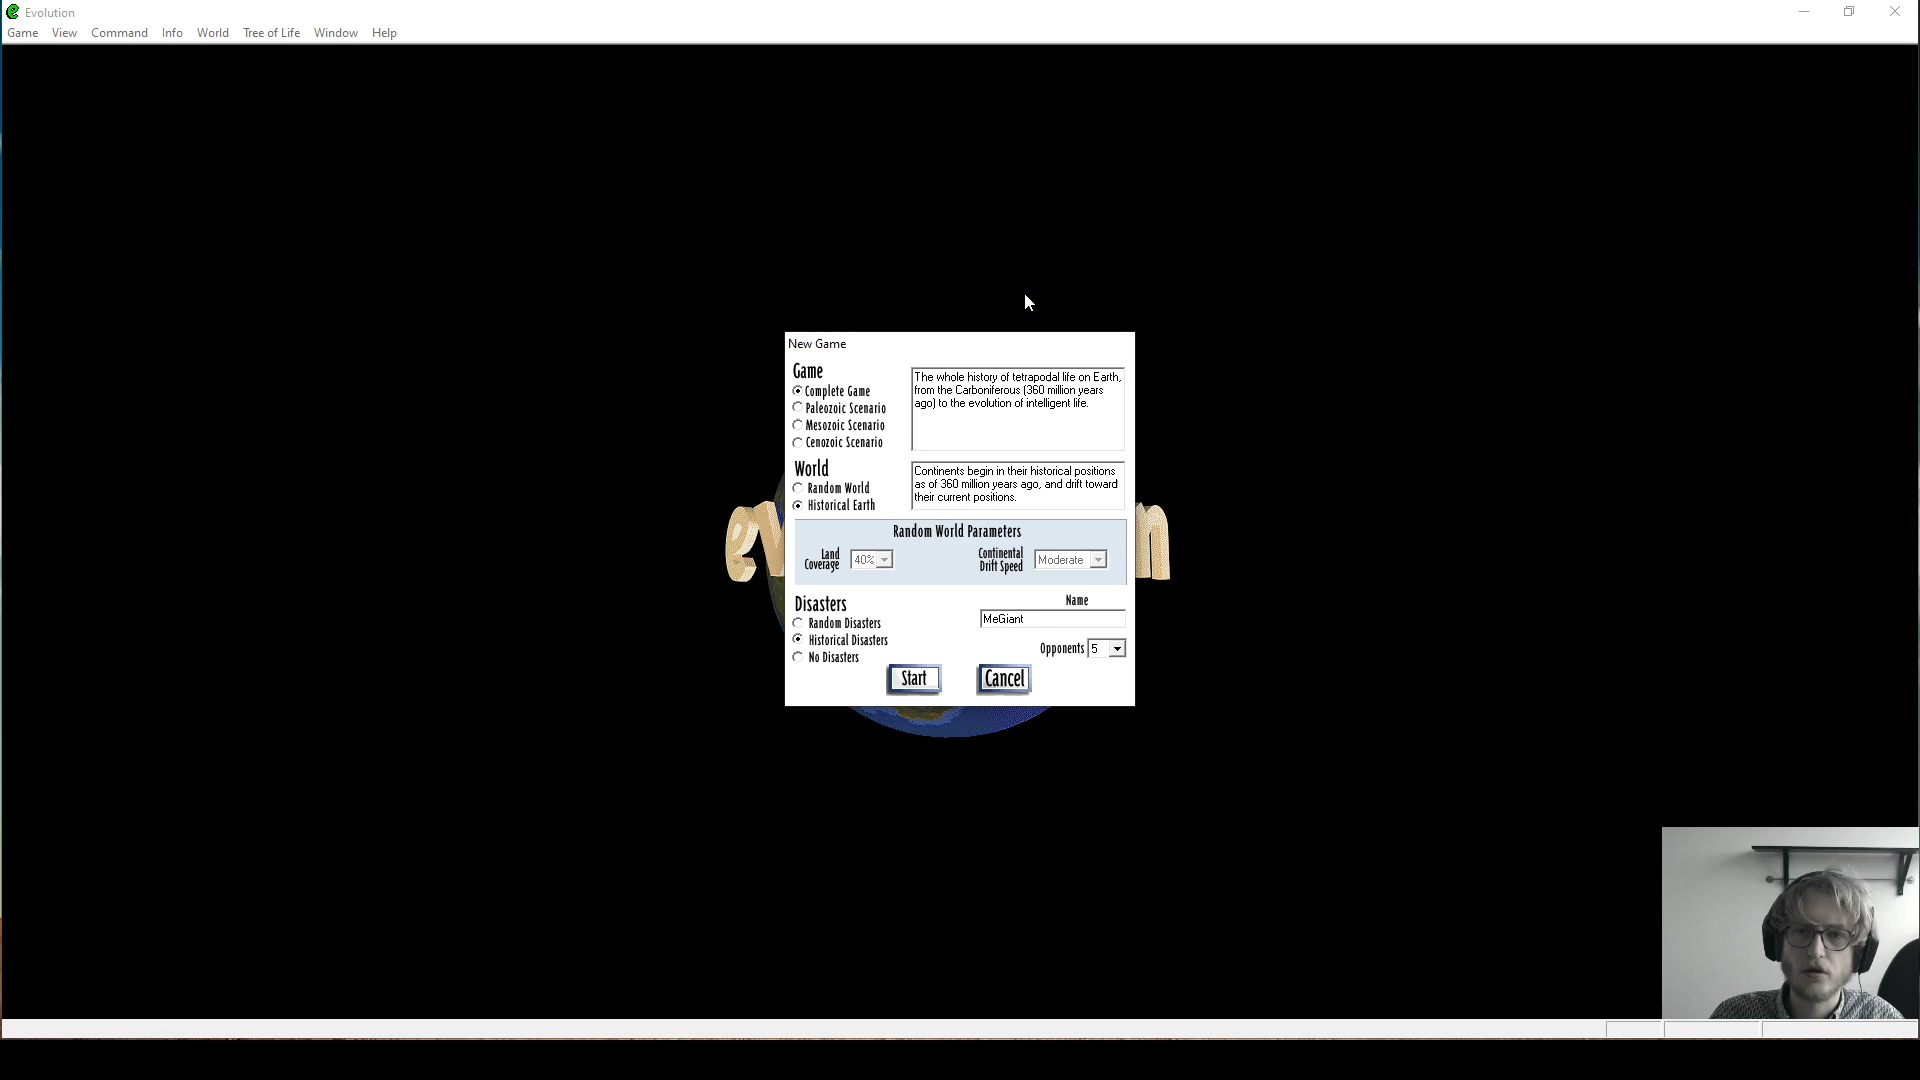 Evolution
Game View Command Info World Tree of Life Window Help
New Game
Game
Complete Game
Paleozoic Scenario
Mesozoic Scenario
Cenozoic Scenario
The whole history of tetrapodal life on Earth,
from the Carboniferous (360 million years
ago) to the evolution of intelligent life.
World
Random World
Historical Earth
Continents begin in their historical positions
as of 360 million years ago, and drift toward
their current positions.
Random World Parameters
Land
Coverage
40%
Continental
Drift Speed
Moderate
Disasters
Random Disasters
Historical Disasters
No Disasters
Name
MeGiant
Opponents 5
Start Cancel
ev
n